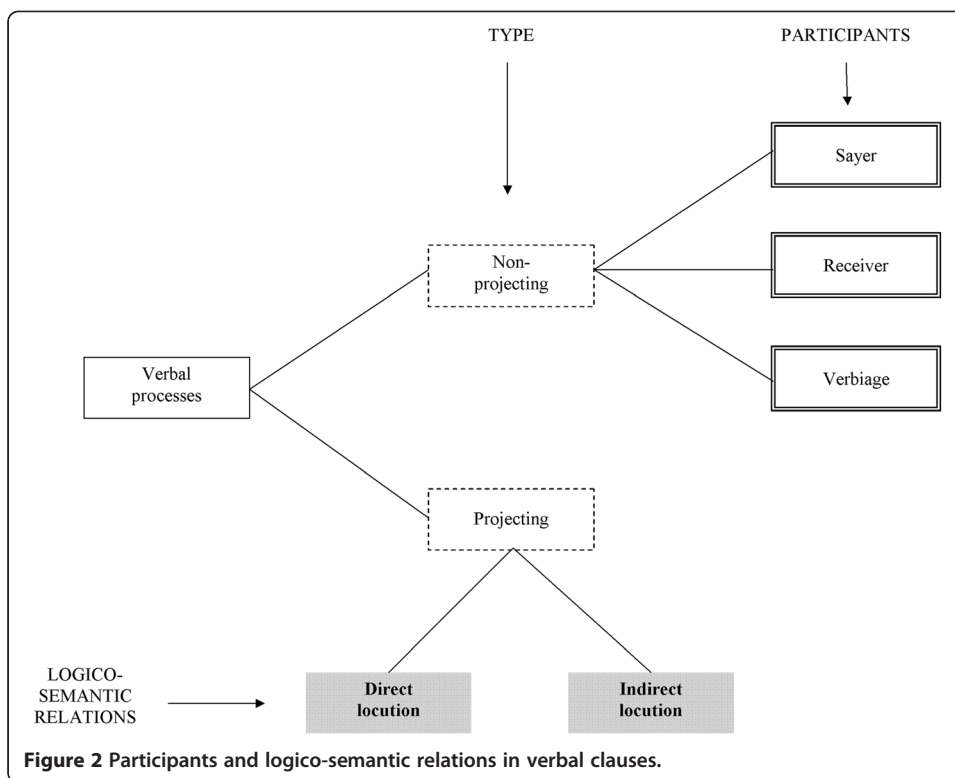 TYPE
PARTICIPANTS
Sayer
Non-
projecting
Receiver
Verbal
processes
Verbiage
Projecting
LOGICO-
SEMANTIC
RELATIONS
Direct
locution
Indirect
locution
Figure 2 Participants and logico-semantic relations in verbal clauses.